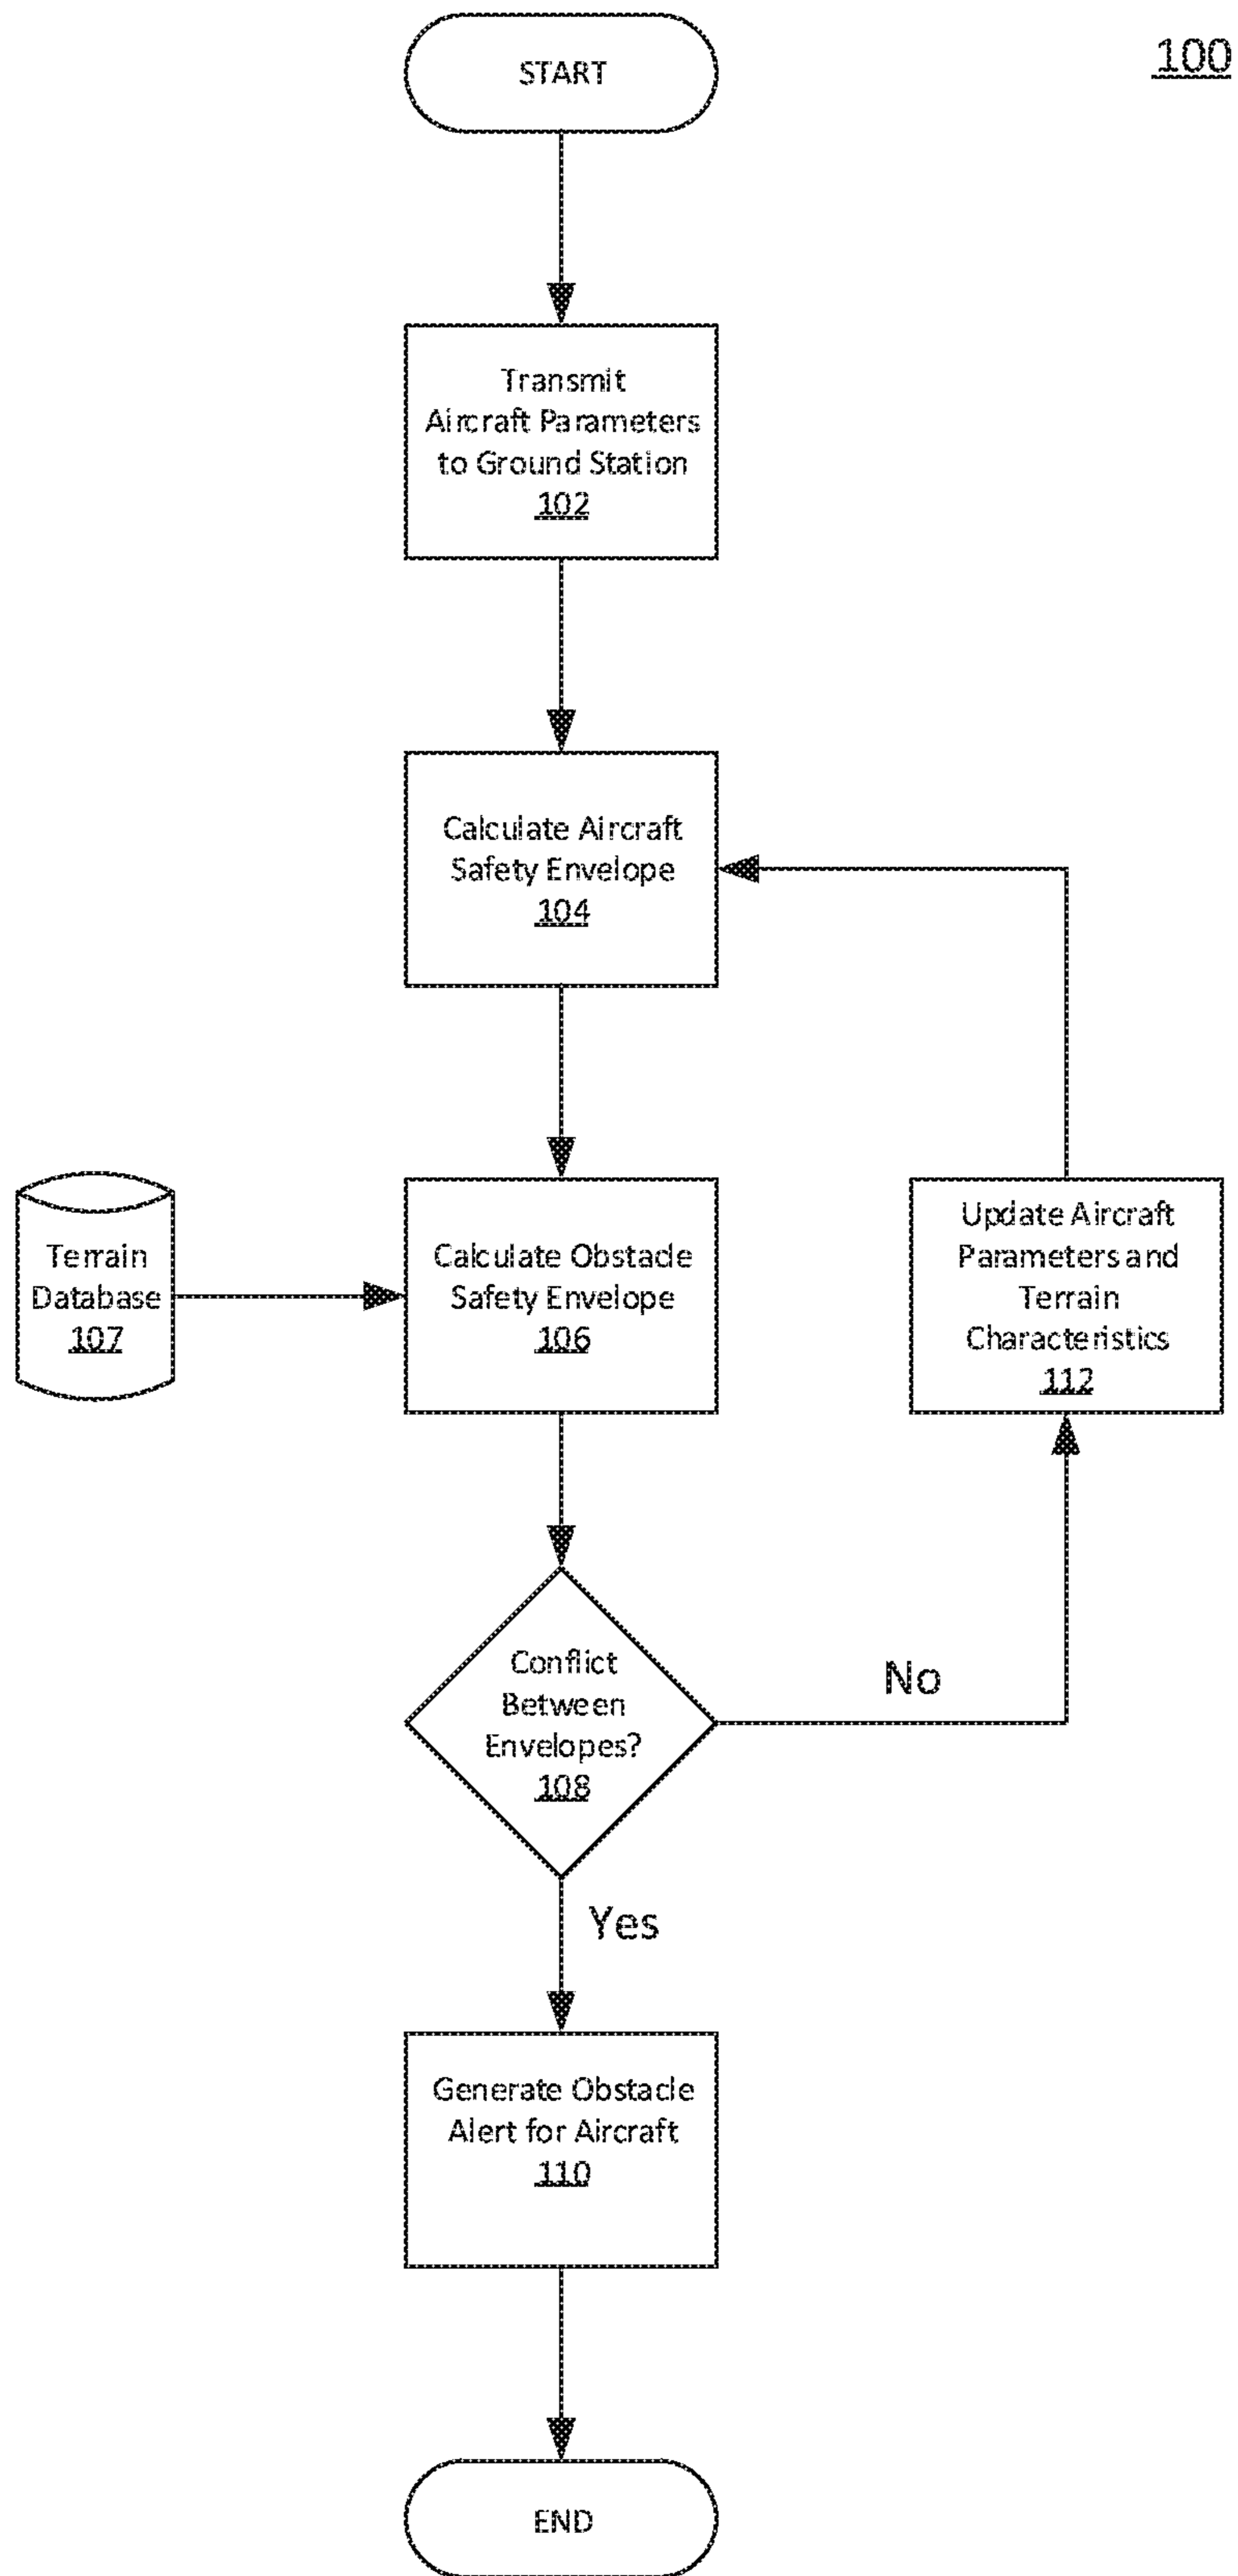 100
START
Transmit
Aircraft Parameters
to Ground Station
102
Calculate Aircraft
Safety Envelope
104
Terrain
Database
107
Calculate Obstacle
Safety Envelope
106
Update Aircraft
Parameters and
Terrain
Characteristics
112
Conflict
Between
Envelopes?
108
No
Yes
Generate Obstacle
Alert for Aircraft
110
END